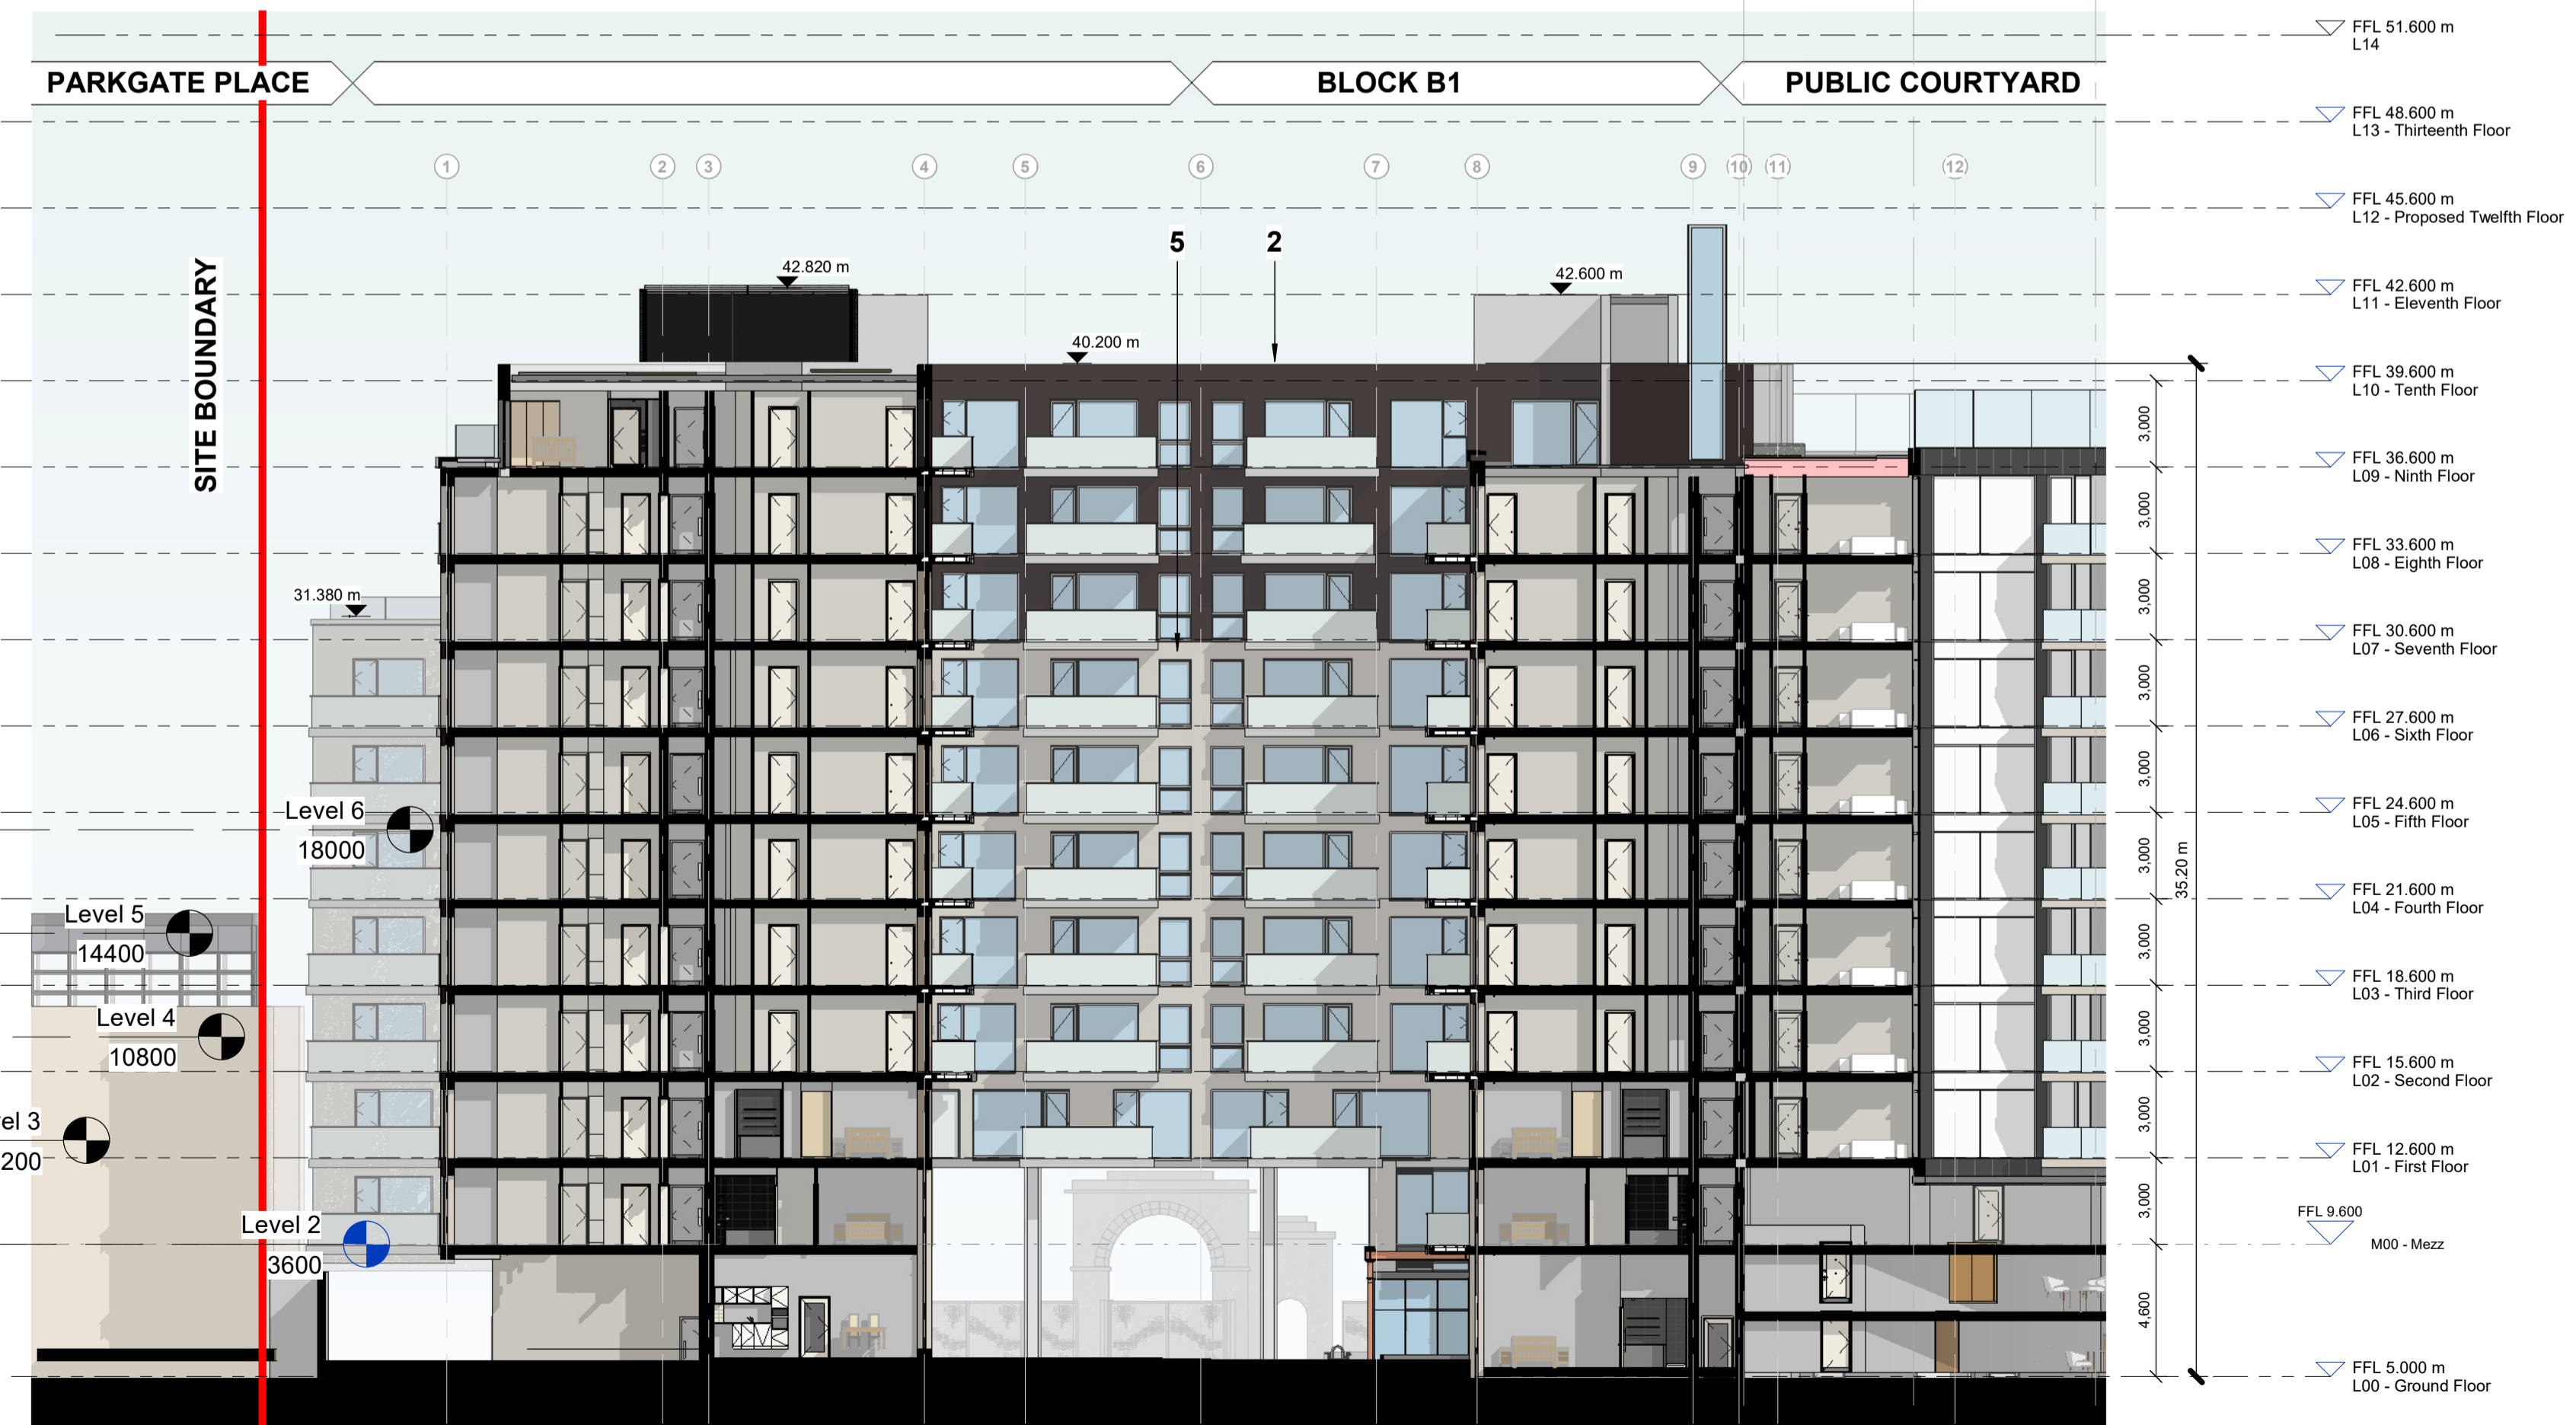 FFL 51.600 m
L14
PARKGATE PLACE
BLOCK B1
PUBLIC COURTYARD
FFL 48.600 m
L13 - Thirteenth Floor
1
2
3
4
5
6
7
8
9
10
11
12
FFL 45.600 m
L12 - Proposed Twelfth Floor
SITE BOUNDARY
5
2
42.820 m
42.600 m
FFL 42.600 m
L11 - Eleventh Floor
40.200 m
FFL 39.600 m
L10 - Tenth Floor
3,000
FFL 36.600 m
L09 - Ninth Floor
3,000
FFL 33.600 m
L08 - Eighth Floor
31.380 m
3,000
FFL 30.600 m
L07 - Seventh Floor
3,000
FFL 27.600 m
L06 - Sixth Floor
3,000
Level 6
18000
FFL 24.600 m
L05 - Fifth Floor
3,000
35.20 m
FFL 21.600 m
L04 - Fourth Floor
Level 5
14400
3,000
FFL 18.600 m
L03 - Third Floor
Level 4
10800
3,000
FFL 15.600 m
L02 - Second Floor
el 3
200
3,000
FFL 12.600 m
L01 - First Floor
3,000
Level 2
3600
FFL 9.600
M00 - Mezz
4,600
FFL 5.000 m
L00 - Ground Floor